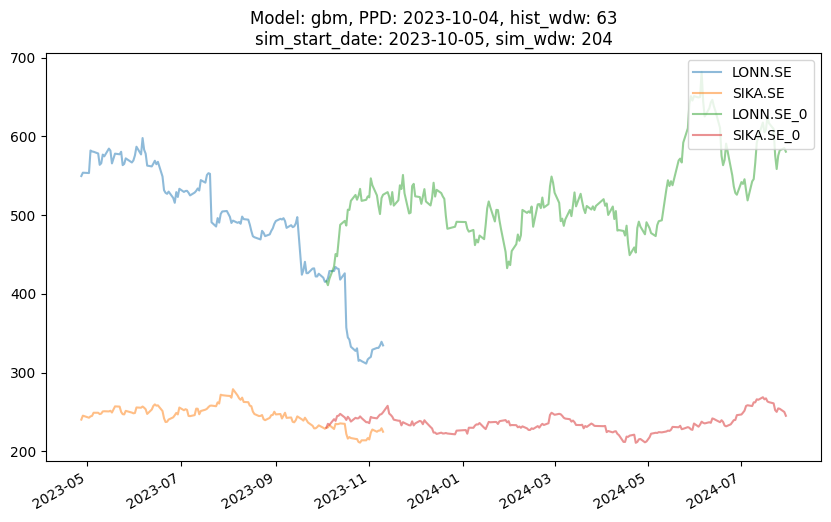 Model: gbm, PPD: 2023-10-04, hist_wdw: 63
sim_start_date: 2023-10-05, sim_wdw: 204
700
600
500
400
300
200
LONN.SE
SIKA.SE
LONN.SE_0
SIKA.SE_0
2023-05
2023-07
2023-09
2023-11
2024-01
2024-03
2024-05
2024-07